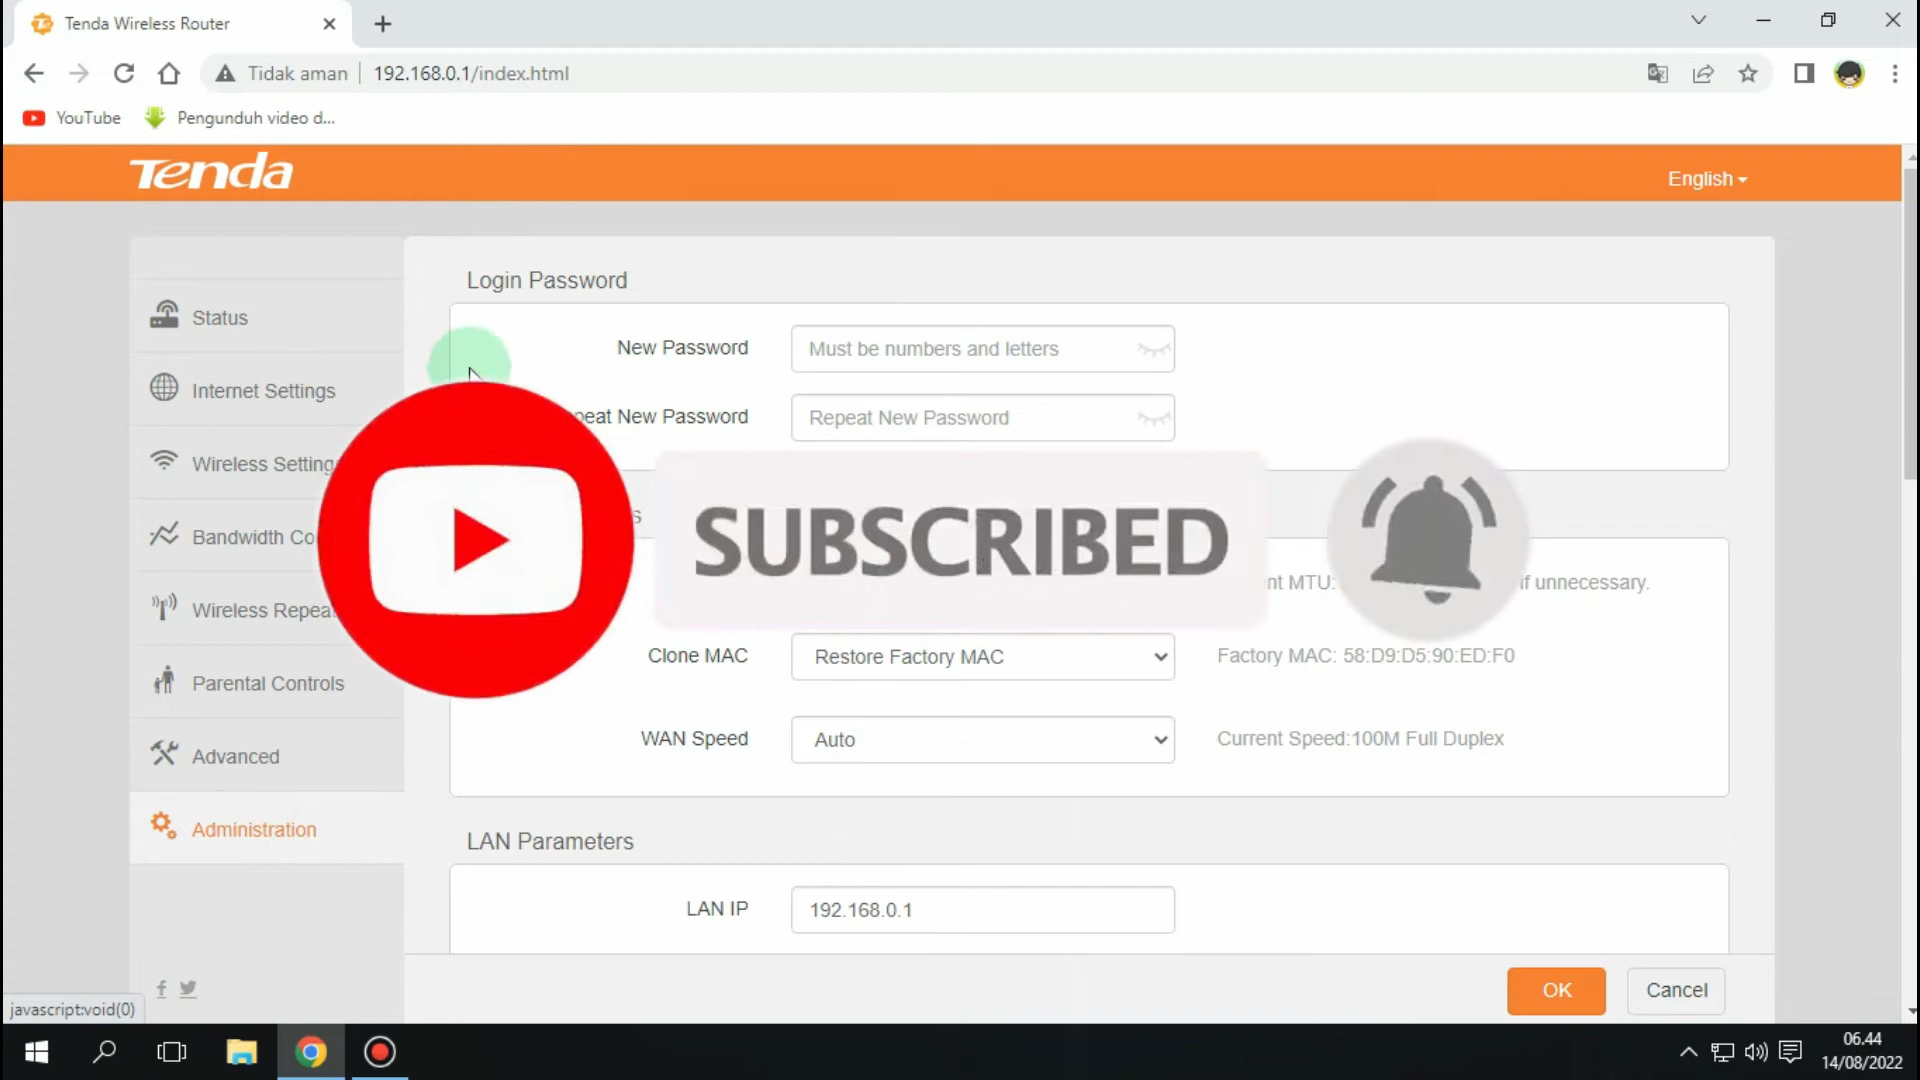 Tenda Wireless Router
Tidak aman
192.168.0.1/index.html
YouTube
Pengunduh video d...
Tenda
English
Login Password
Status
New Password
Must be numbers and letters
Internet Settings
New Password
Repeat New Password
Wireless Setting
SUBSCRIBED
Bandwidth Co
MTU:
if unnecessary.
Wireless Repea
Clone MAC
Restore Factory MAC
Factory MAC: 58:D9:D5:90:ED:F0
Parental Controls
WAN Speed
Auto
Current Speed:100M Full Duplex
Advanced
Administration
LAN Parameters
LAN IP
192.168.0.1
OK
Cancel
javascript:void(0)
06.44
14/08/2022